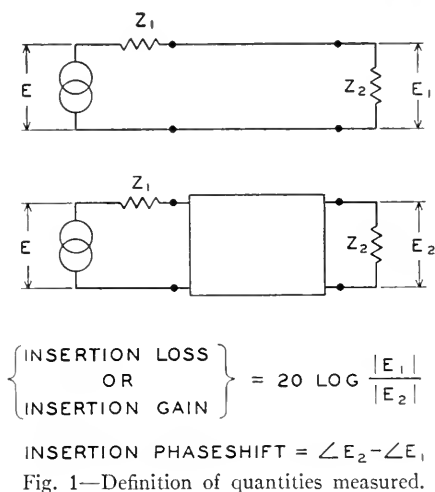 Z₁
E
Z₂
E₁
Z₁
E
Z₂
E₂
{INSERTION LOSS
OR
INSERTION GAIN} = 20 LOG |E₁| / |E₂|
INSERTION PHASESHIFT = ∠E₂-∠E₁
Fig. 1—Definition of quantities measured.